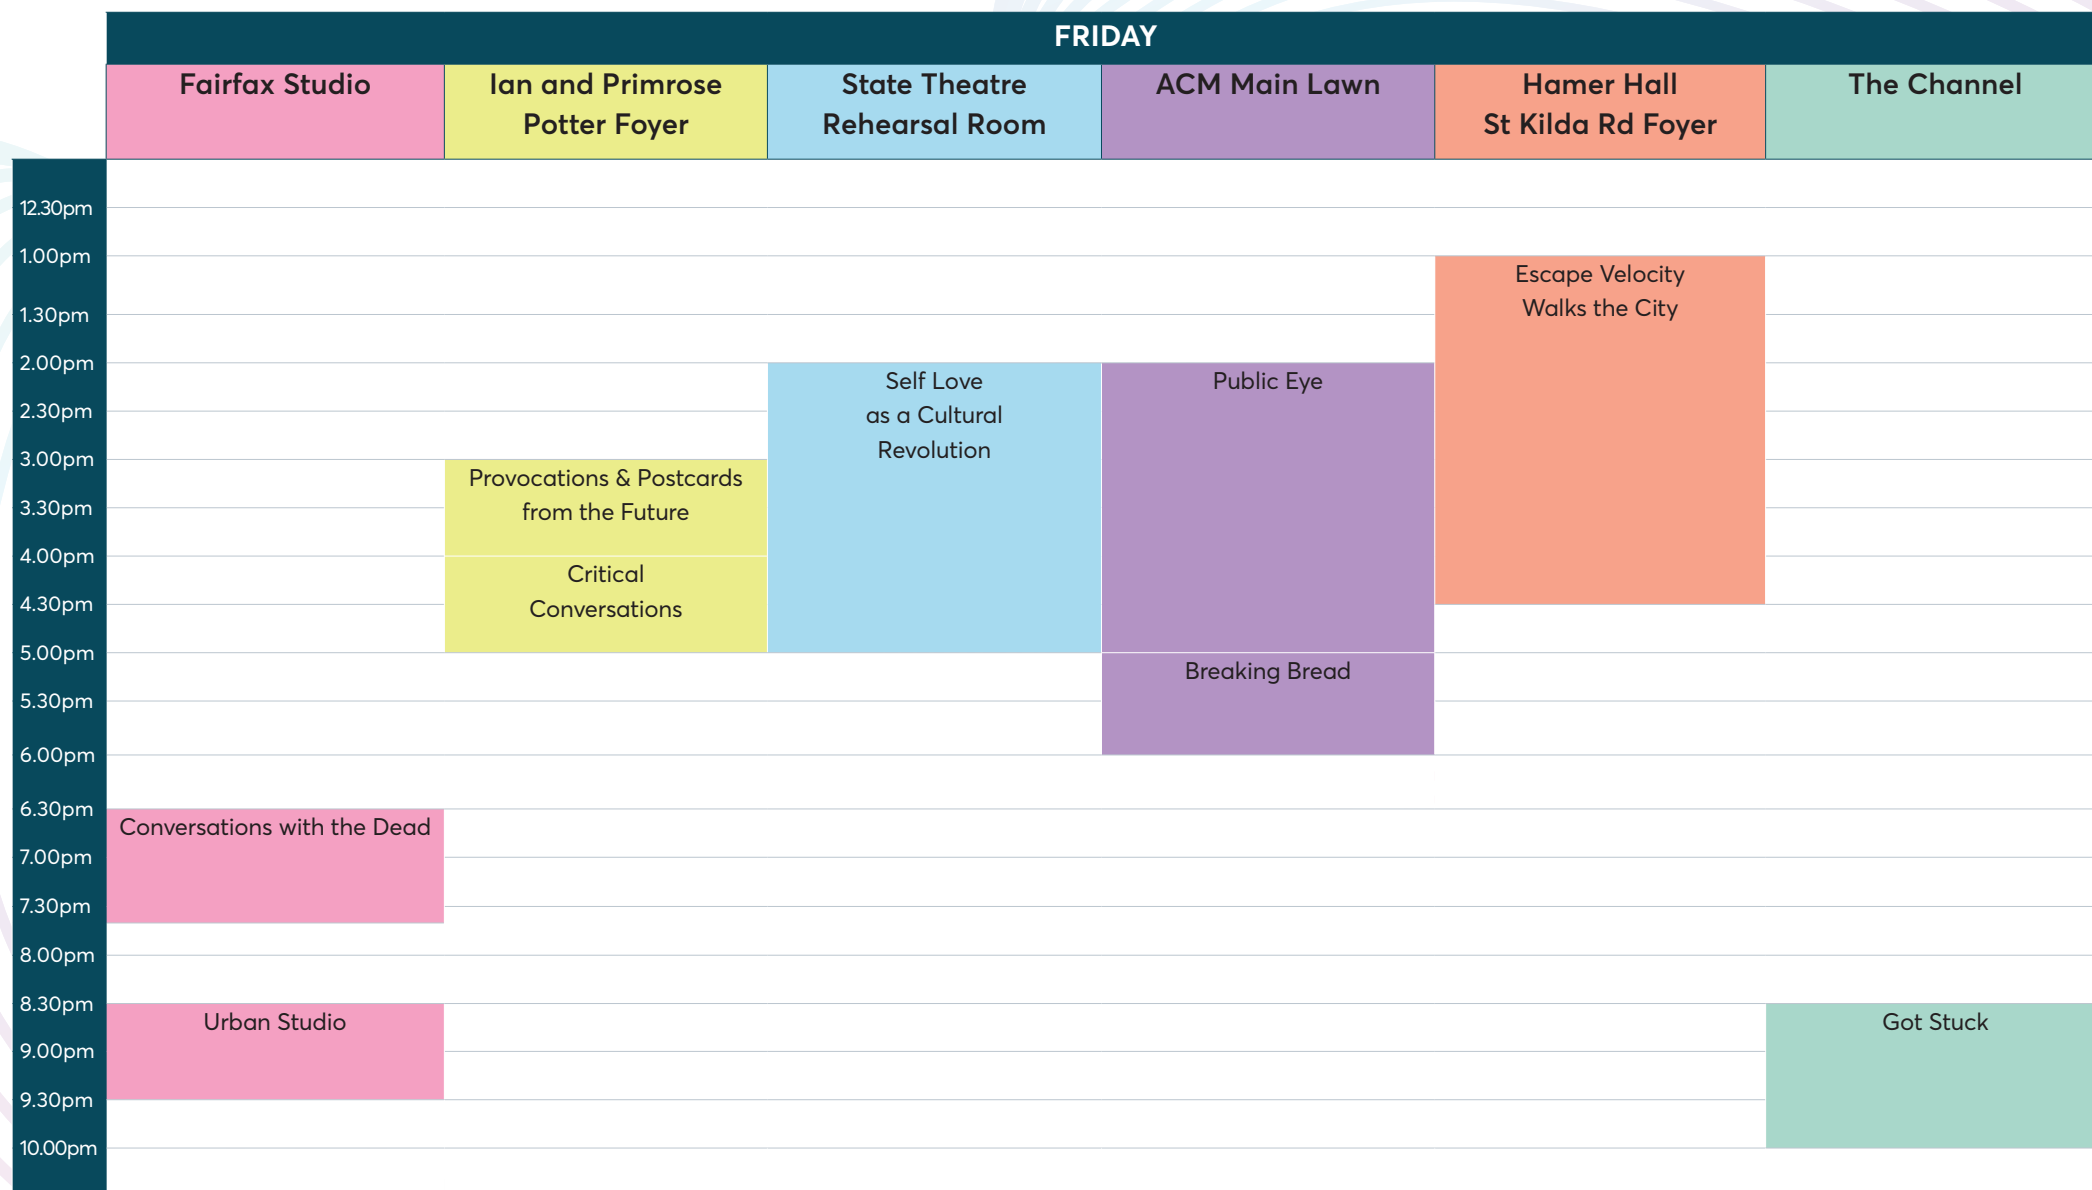 FRIDAY
Fairfax Studio
Ian and Primrose
Potter Foyer
State Theatre
Rehearsal Room
ACM Main Lawn
Hamer Hall
St Kilda Rd Foyer
The Channel
12.30pm
1.00pm
Escape Velocity
1.30pm
Walks the City
2.00pm
Self Love
as a Cultural
Revolution
Public Eye
2.30pm
3.00pm
Provocations & Postcards
from the Future
3.30pm
4.00pm
Critical
Conversations
4.30pm
5.00pm
Breaking Bread
5.30pm
6.00pm
6.30pm
Conversations with the Dead
7.00pm
7.30pm
8.00pm
8.30pm
Urban Studio
Got Stuck
9.00pm
9.30pm
10.00pm